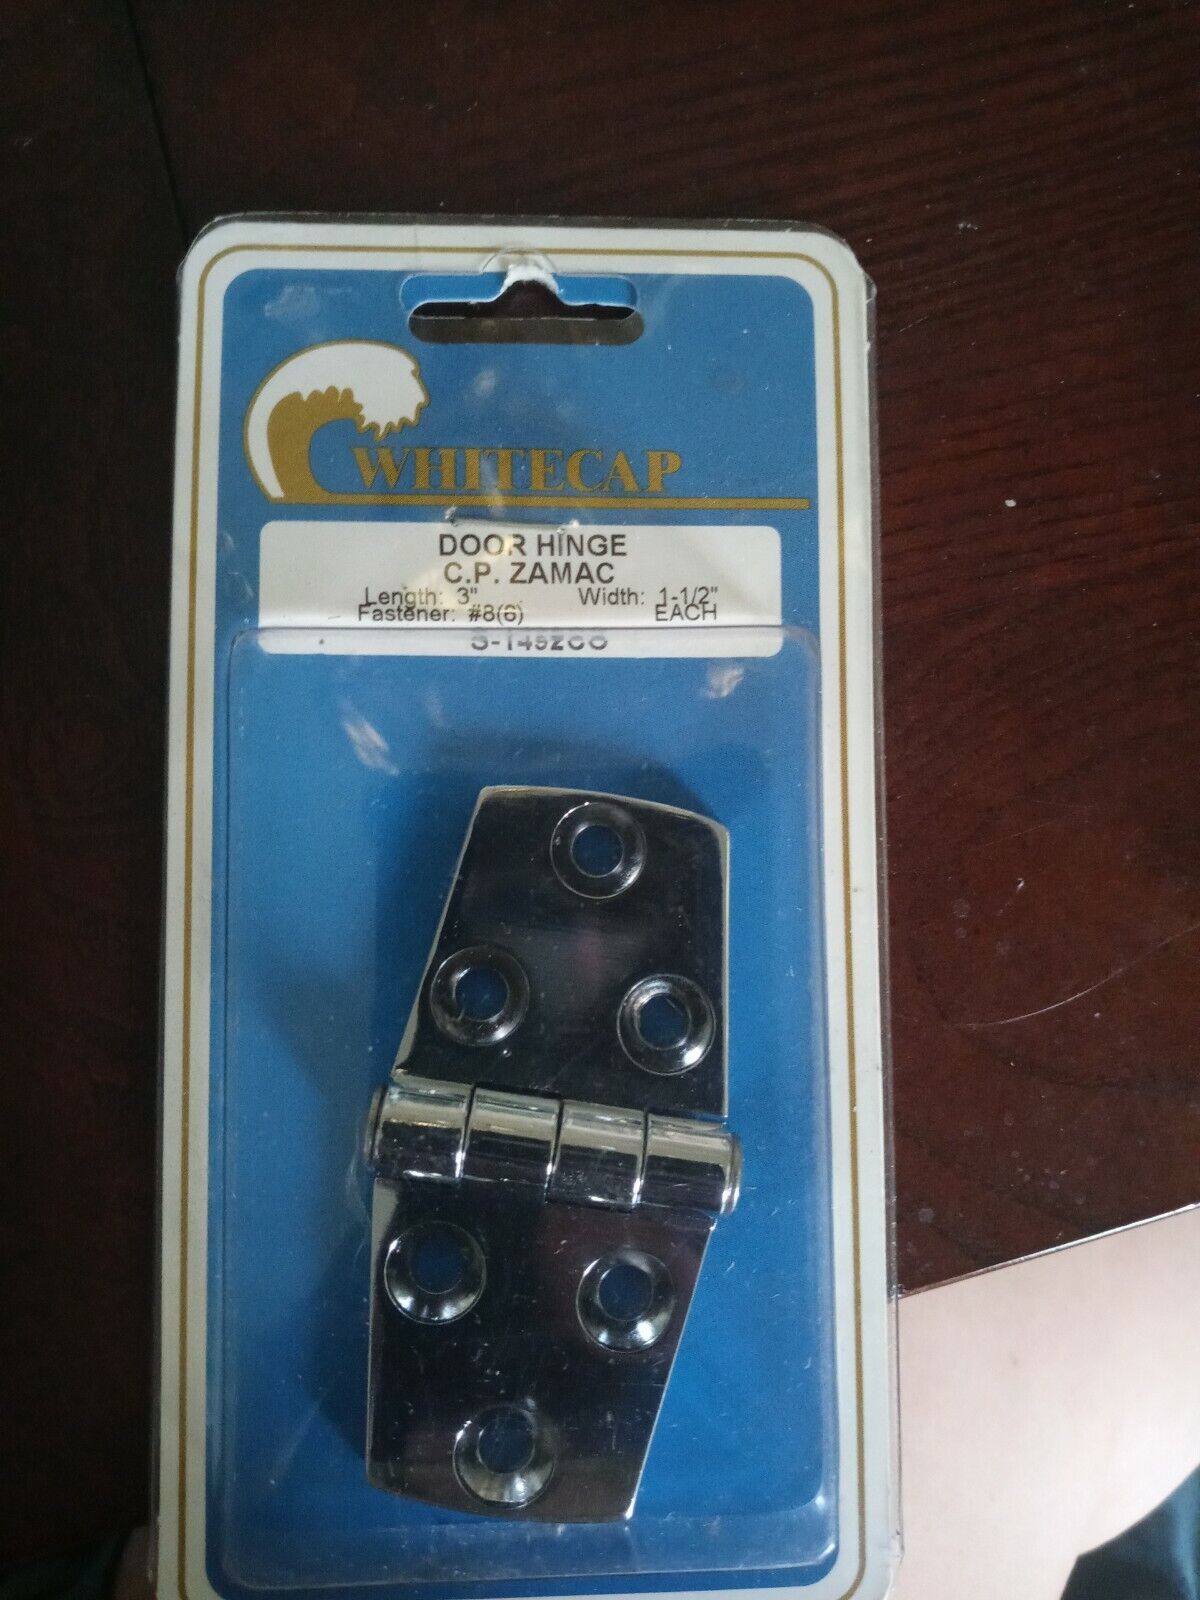 WHITECAP
DOOR HINGE
C.P. ZAMAC
Length: 3" Width: 1-1/2"
Fastener: #8(6) EACH